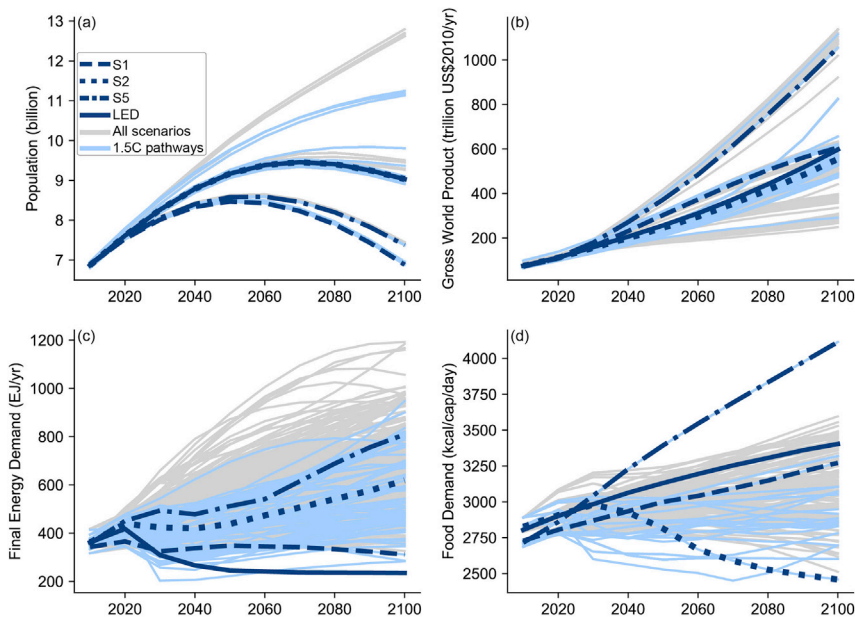 (a)
13
12
11
10
9
8
7
Population (billion)
S1
S2
S5
LED
All scenarios
1.5C pathways
2020 2040 2060 2080 2100
(b)
1000
800
600
400
200
Gross World Product (trillion US$2010/yr)
2020 2040 2060 2080 2100
(c)
1200
1000
800
600
400
200
Final Energy Demand (EJ/yr)
2020 2040 2060 2080 2100
(d)
4000
3750
3500
3250
3000
2750
2500
Food Demand (kcal/cap/day)
2020 2040 2060 2080 2100